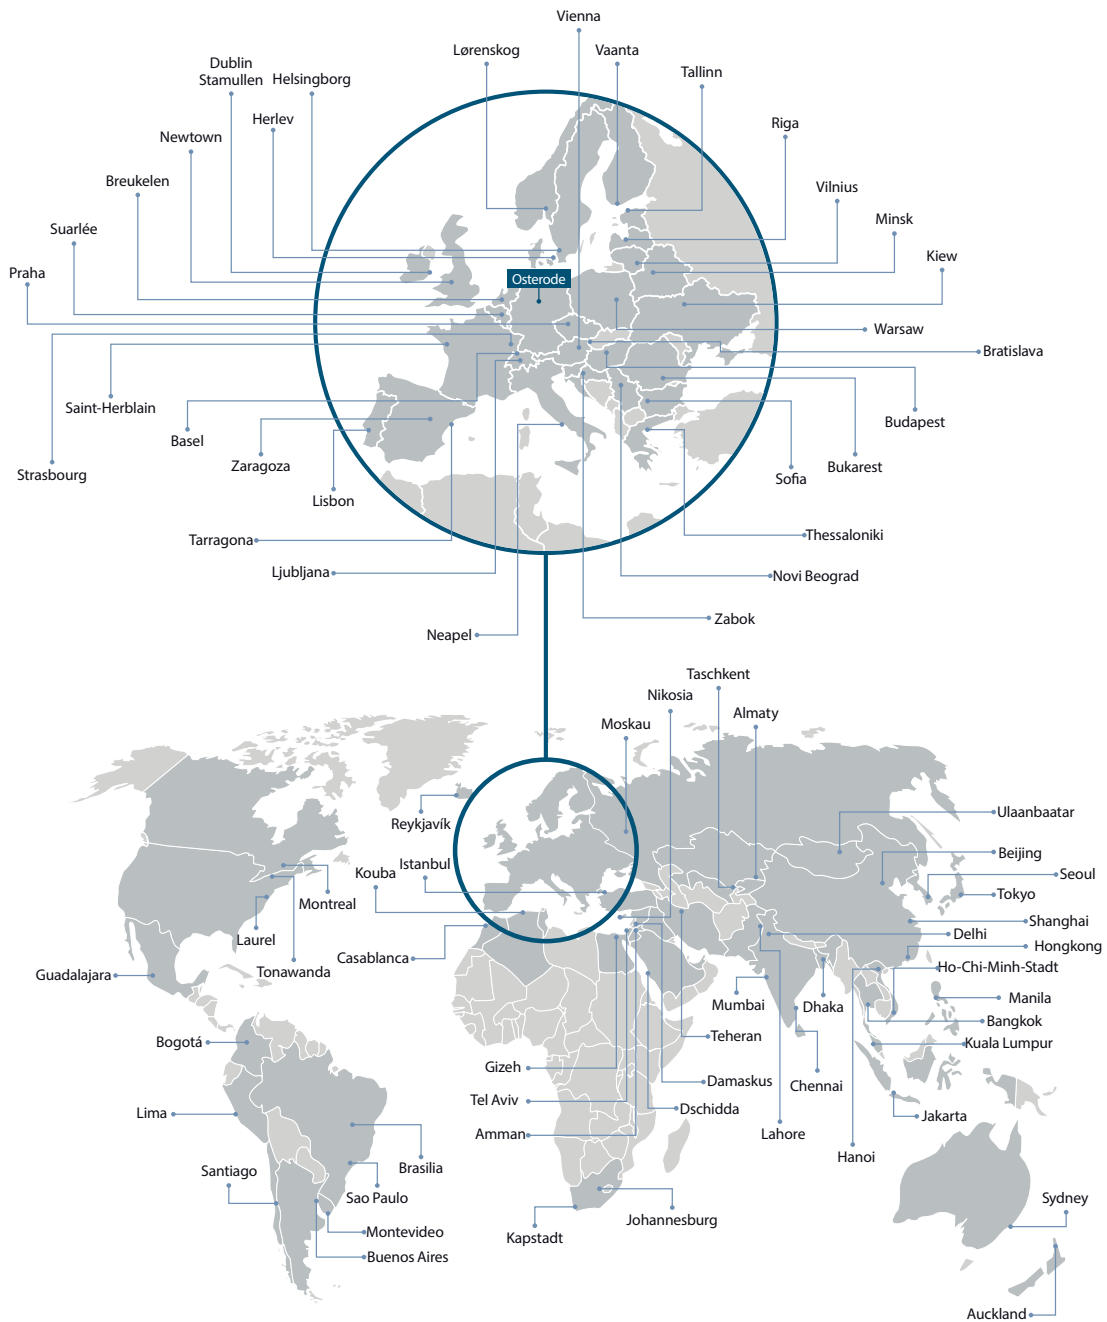 Vienna
Lørenskog
Vaanta
Dublin
Stamullen
Helsingborg
Tallinn
Herlev
Riga
Newtown
Breukelen
Vilnius
Suarlée
Minsk
Praha
Kiew
Osterode
Warsaw
Bratislava
Saint-Herblain
Budapest
Basel
Zaragoza
Bukarest
Strasbourg
Sofia
Lisbon
Tarragona
Thessaloniki
Ljubljana
Novi Beograd
Zabok
Neapel
Taschkent
Nikosia
Almaty
Moskau
Reykjavík
Ulaanbaatar
Istanbul
Beijing
Kouba
Seoul
Montreal
Tokyo
Shanghai
Laurel
Delhi
Hongkong
Casablanca
Tonawanda
Ho-Chi-Minh-Stadt
Guadalajara
Mumbai
Dhaka
Manila
Bangkok
Teheran
Bogotá
Kuala Lumpur
Gizeh
Damaskus
Chennai
Tel Aviv
Dschidda
Lima
Jakarta
Amman
Lahore
Hanoi
Brasilia
Santiago
Sao Paulo
Sydney
Johannesburg
Montevideo
Kapstadt
Buenos Aires
Auckland